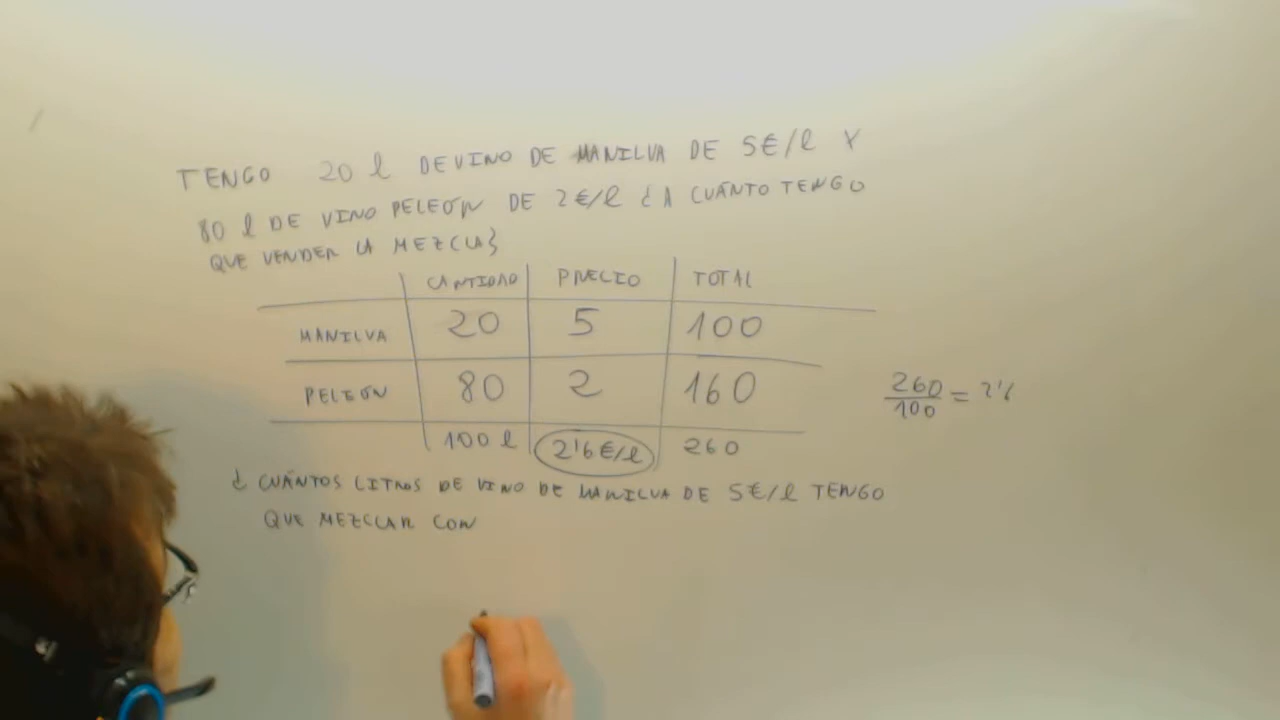 TENGO 20 l DE VINO DE MANILVA DE 5€/l Y
80 l DE VINO PELEÓN DE 2€/l ¿A CUÁNTO TENGO
QUE VENDER LA MEZCLA?
CANTIDAD PRECIO TOTAL
MANILVA 20 5 100
PELEÓN 80 2 160
260/100 = 2'6
100 l 2'6€/l 260
¿CUÁNTOS LITROS DE VINO DE MANILVA DE 5€/l TENGO
QUE MEZCLAR CON